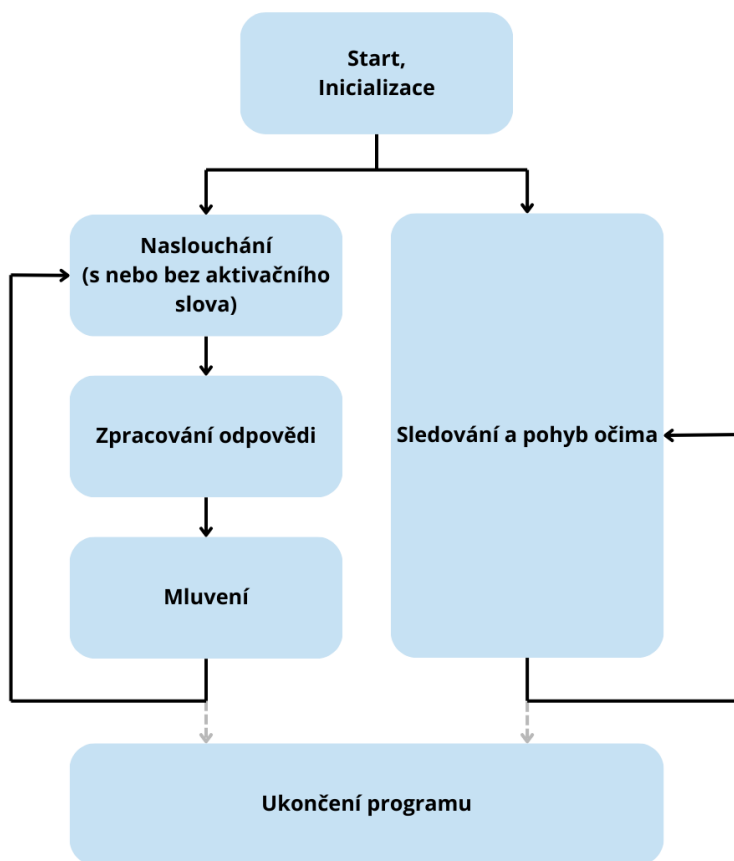 Start,
Inicializace
Naslouchání
(s nebo bez aktivačního
slova)
Zpracování odpovědi
Mluvení
Sledování a pohyb očima
Ukončení programu